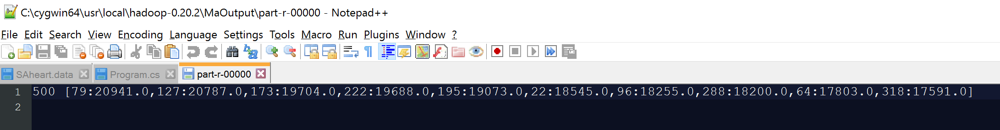 C:\cygwin64\usr\local\hadoop-0.20.2\MaOutput\part-r-00000 - Notepad++
File Edit Search View Encoding Language Settings Tools Macro Run Plugins Window ?
SAheart.data Program.cs part-r-00000
1 500 [79:20941.0,127:20787.0,173:19704.0,222:19688.0,195:19073.0,22:18545.0,96:18255.0,288:18200.0,64:17803.0,318:17591.0]
2